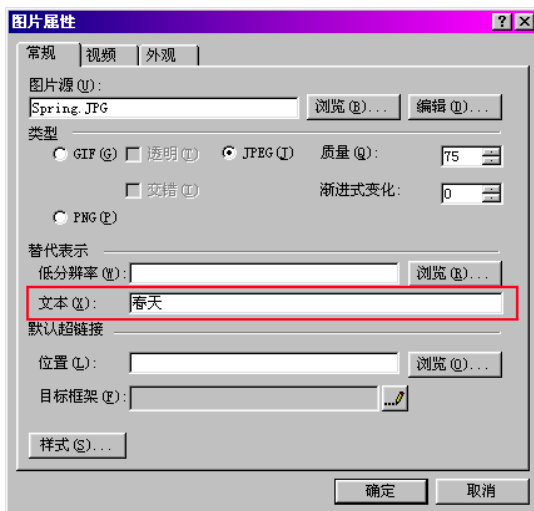 图片属性
常规 视频 外观
图片源(U):
Spring.JPG 浏览(B)... 编辑(D)...
类型
GIF(G) 透明(T) JPEG(J) 质量(Q): 75
交错(I) 渐进式变化: 0
PNG(P)
替代表示
低分辨率(W): 浏览(R)...
文本(X): 春天
默认超链接
位置(L): 浏览(O)...
目标框架(F):
样式(S)...
确定 取消